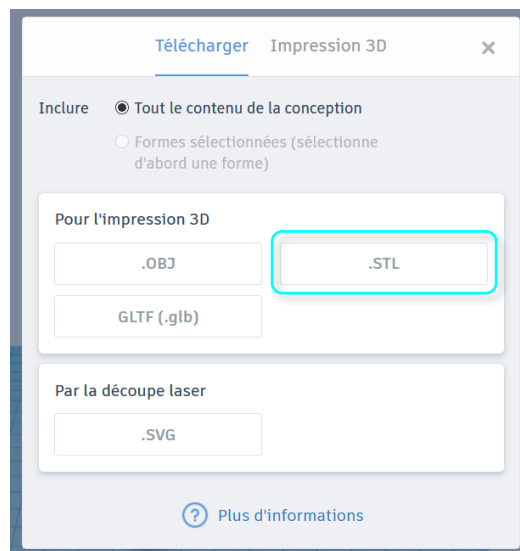 Télécharger Impression 3D ×
Inclure Tout le contenu de la conception
Formes sélectionnées (sélectionne
d'abord une forme)
Pour l'impression 3D
.OBJ .STL
GLTF (.glb)
Par la découpe laser
.SVG
? Plus d'informations